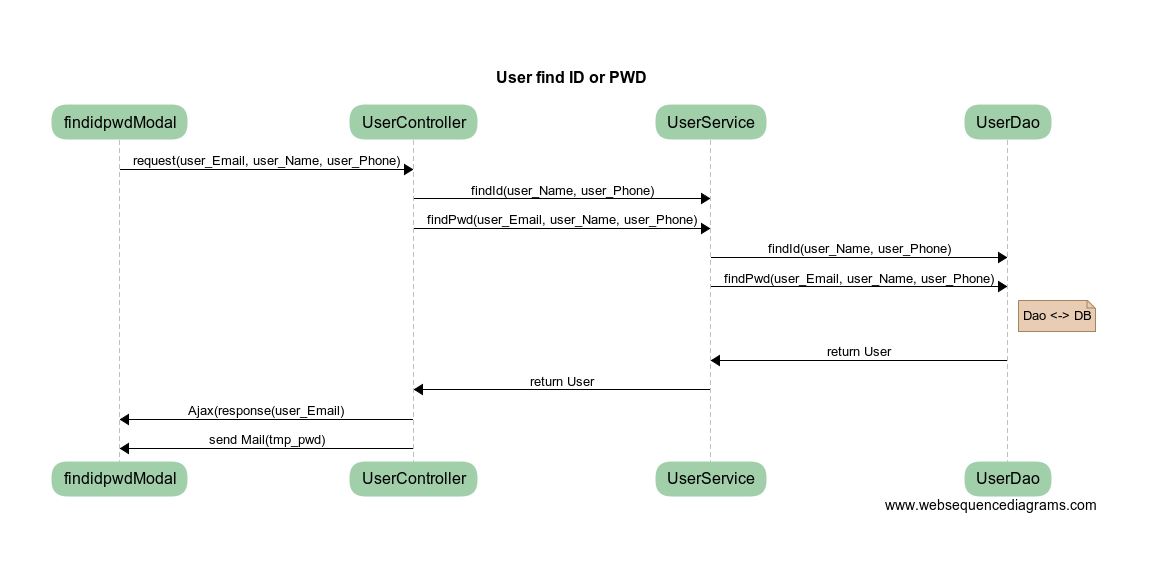 User find ID or PWD
findidpwdModal
UserController
UserService
UserDao
request(user_Email, user_Name, user_Phone)
findId(user_Name, user_Phone)
findPwd(user_Email, user_Name, user_Phone)
findId(user_Name, user_Phone)
findPwd(user_Email, user_Name, user_Phone)
Dao <-> DB
return User
return User
Ajax(response(user_Email)
send Mail(tmp_pwd)
findidpwdModal
UserController
UserService
UserDao
www.websequencediagrams.com